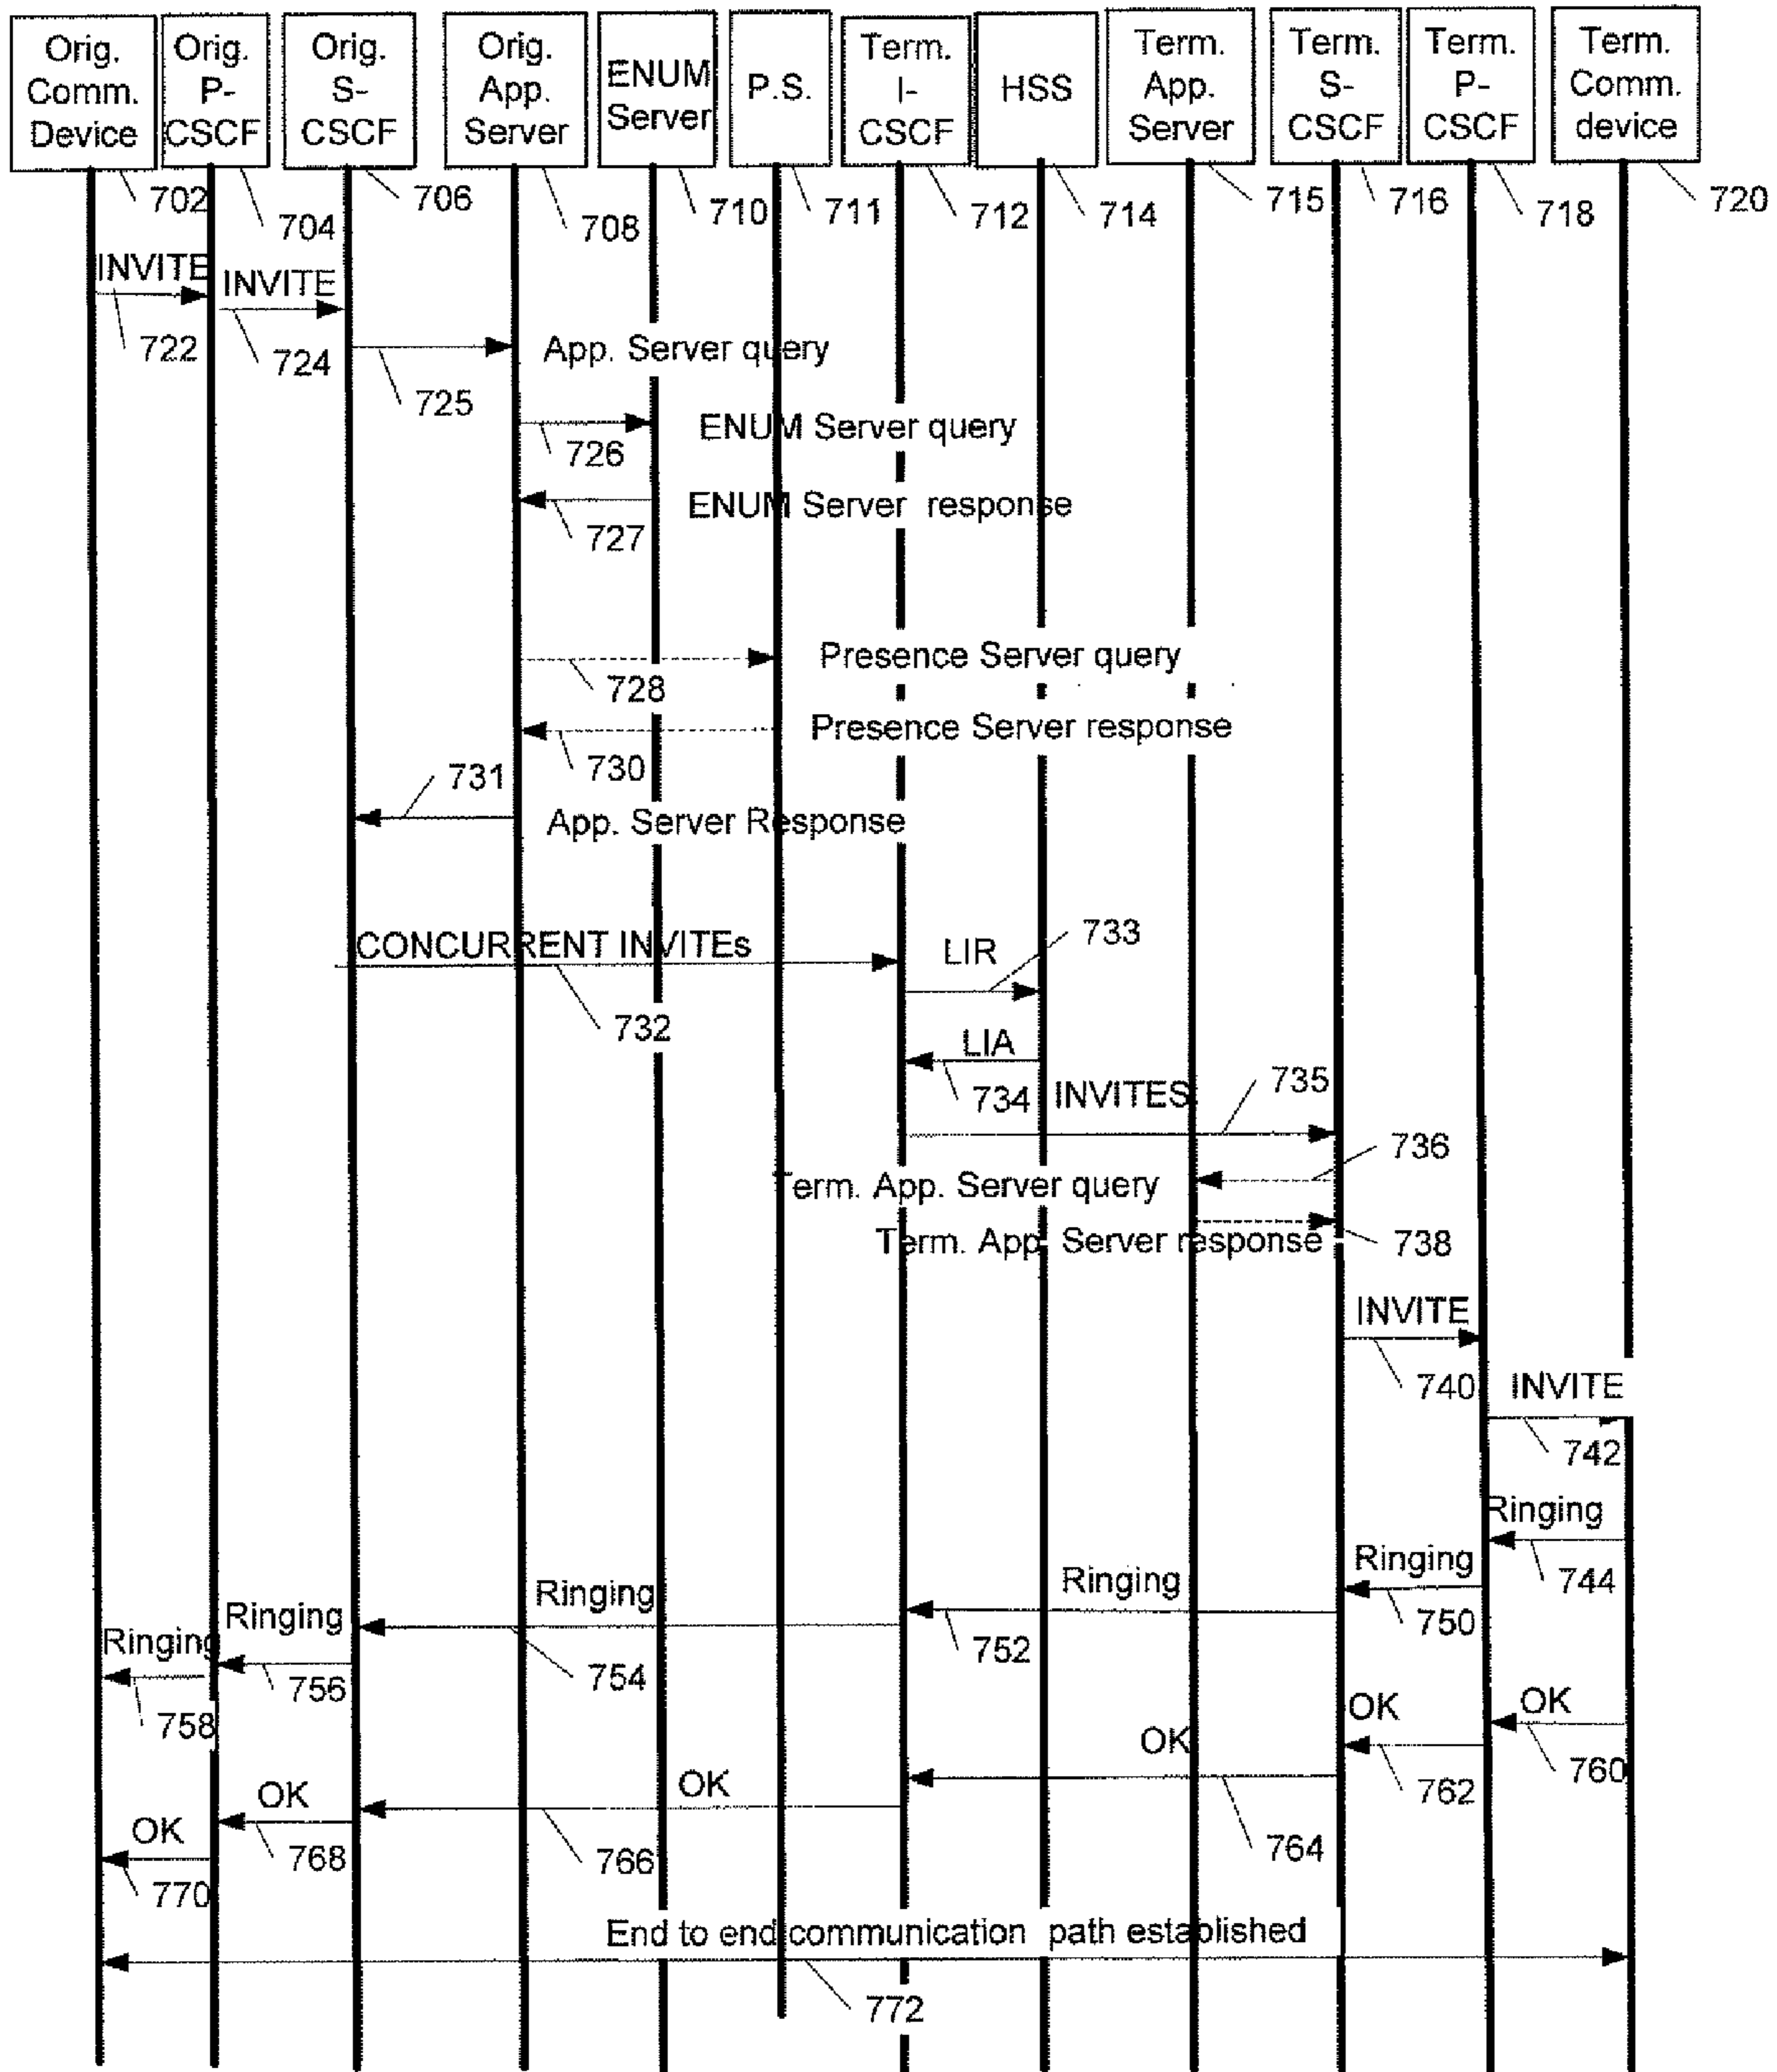 Orig.
Comm.
Device
Orig.
P-
CSCF
Orig.
S-
CSCF
Orig.
App.
Server
ENUM
Server
P.S.
Term.
I-
CSCF
HSS
Term.
App.
Server
Term.
S-
CSCF
Term.
P-
CSCF
Term.
Comm.
device
702
704
706
708
710
711
712
714
715
716
718
720
INVITE
722
INVITE
724
725
App. Server query
726
ENUM Server query
727
ENUM Server response
728
Presence Server query
730
Presence Server response
731
App. Server Response
CONCURRENT INVITEs
732
LIR
733
LIA
734
INVITES
735
736
Term. App. Server query
Term. App. Server response
738
INVITE
740
INVITE
742
Ringing
744
Ringing
750
Ringing
752
Ringing
754
Ringing
756
Ringing
758
OK
760
OK
762
OK
764
OK
766
OK
768
OK
770
End to end communication path established
772